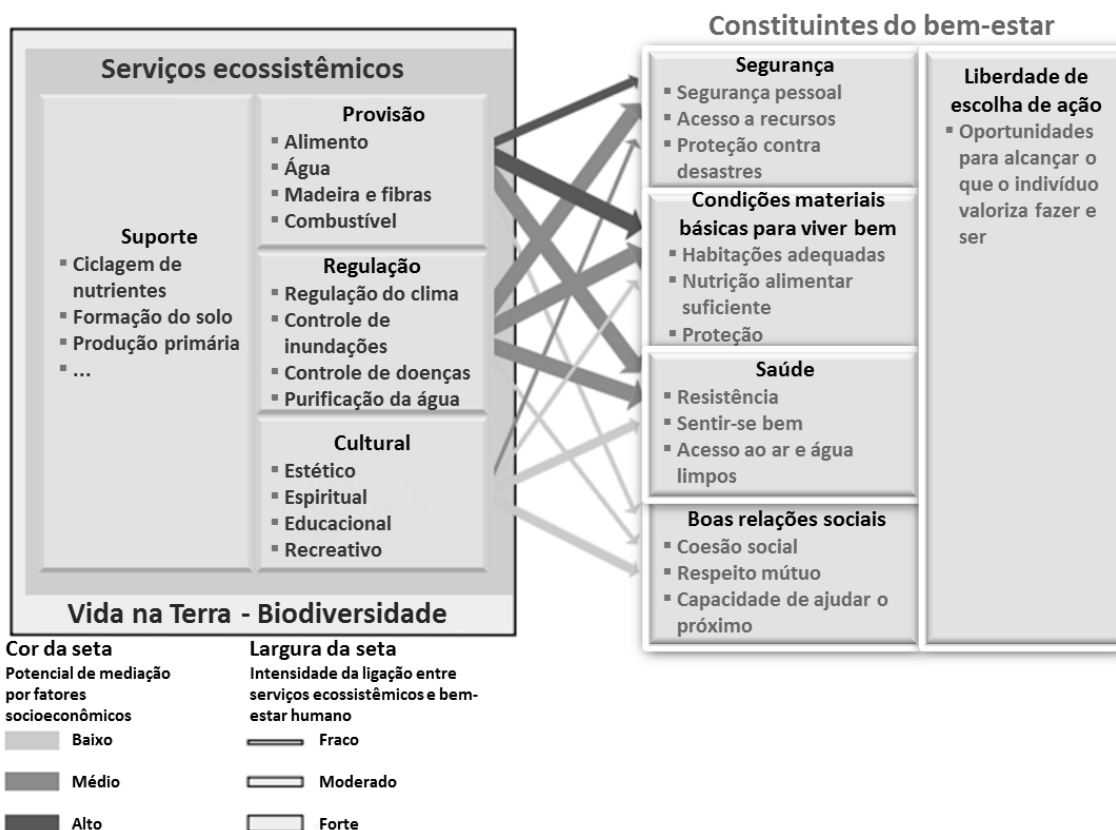 Constituintes do bem-estar
Serviços ecossistêmicos
Suporte
▪ Ciclagem de
nutrientes
▪ Formação do solo
▪ Produção primária
▪ ...
Provisão
▪ Alimento
▪ Água
▪ Madeira e fibras
▪ Combustível
Regulação
▪ Regulação do clima
▪ Controle de
inundações
▪ Controle de doenças
▪ Purificação da água
Cultural
▪ Estético
▪ Espiritual
▪ Educacional
▪ Recreativo
Vida na Terra - Biodiversidade
Segurança
▪ Segurança pessoal
▪ Acesso a recursos
▪ Proteção contra
desastres
Condições materiais
básicas para viver bem
▪ Habitações adequadas
▪ Nutrição alimentar
suficiente
▪ Proteção
Saúde
▪ Resistência
▪ Sentir-se bem
▪ Acesso ao ar e água
limpos
Boas relações sociais
▪ Coesão social
▪ Respeito mútuo
▪ Capacidade de ajudar o
próximo
Liberdade de
escolha de ação
▪ Oportunidades
para alcançar o
que o indivíduo
valoriza fazer e
ser
Cor da seta
Potencial de mediação
por fatores
socioeconômicos
Baixo
Médio
Alto
Largura da seta
Intensidade da ligação entre
serviços ecossistêmicos e bem-
estar humano
Fraco
Moderado
Forte